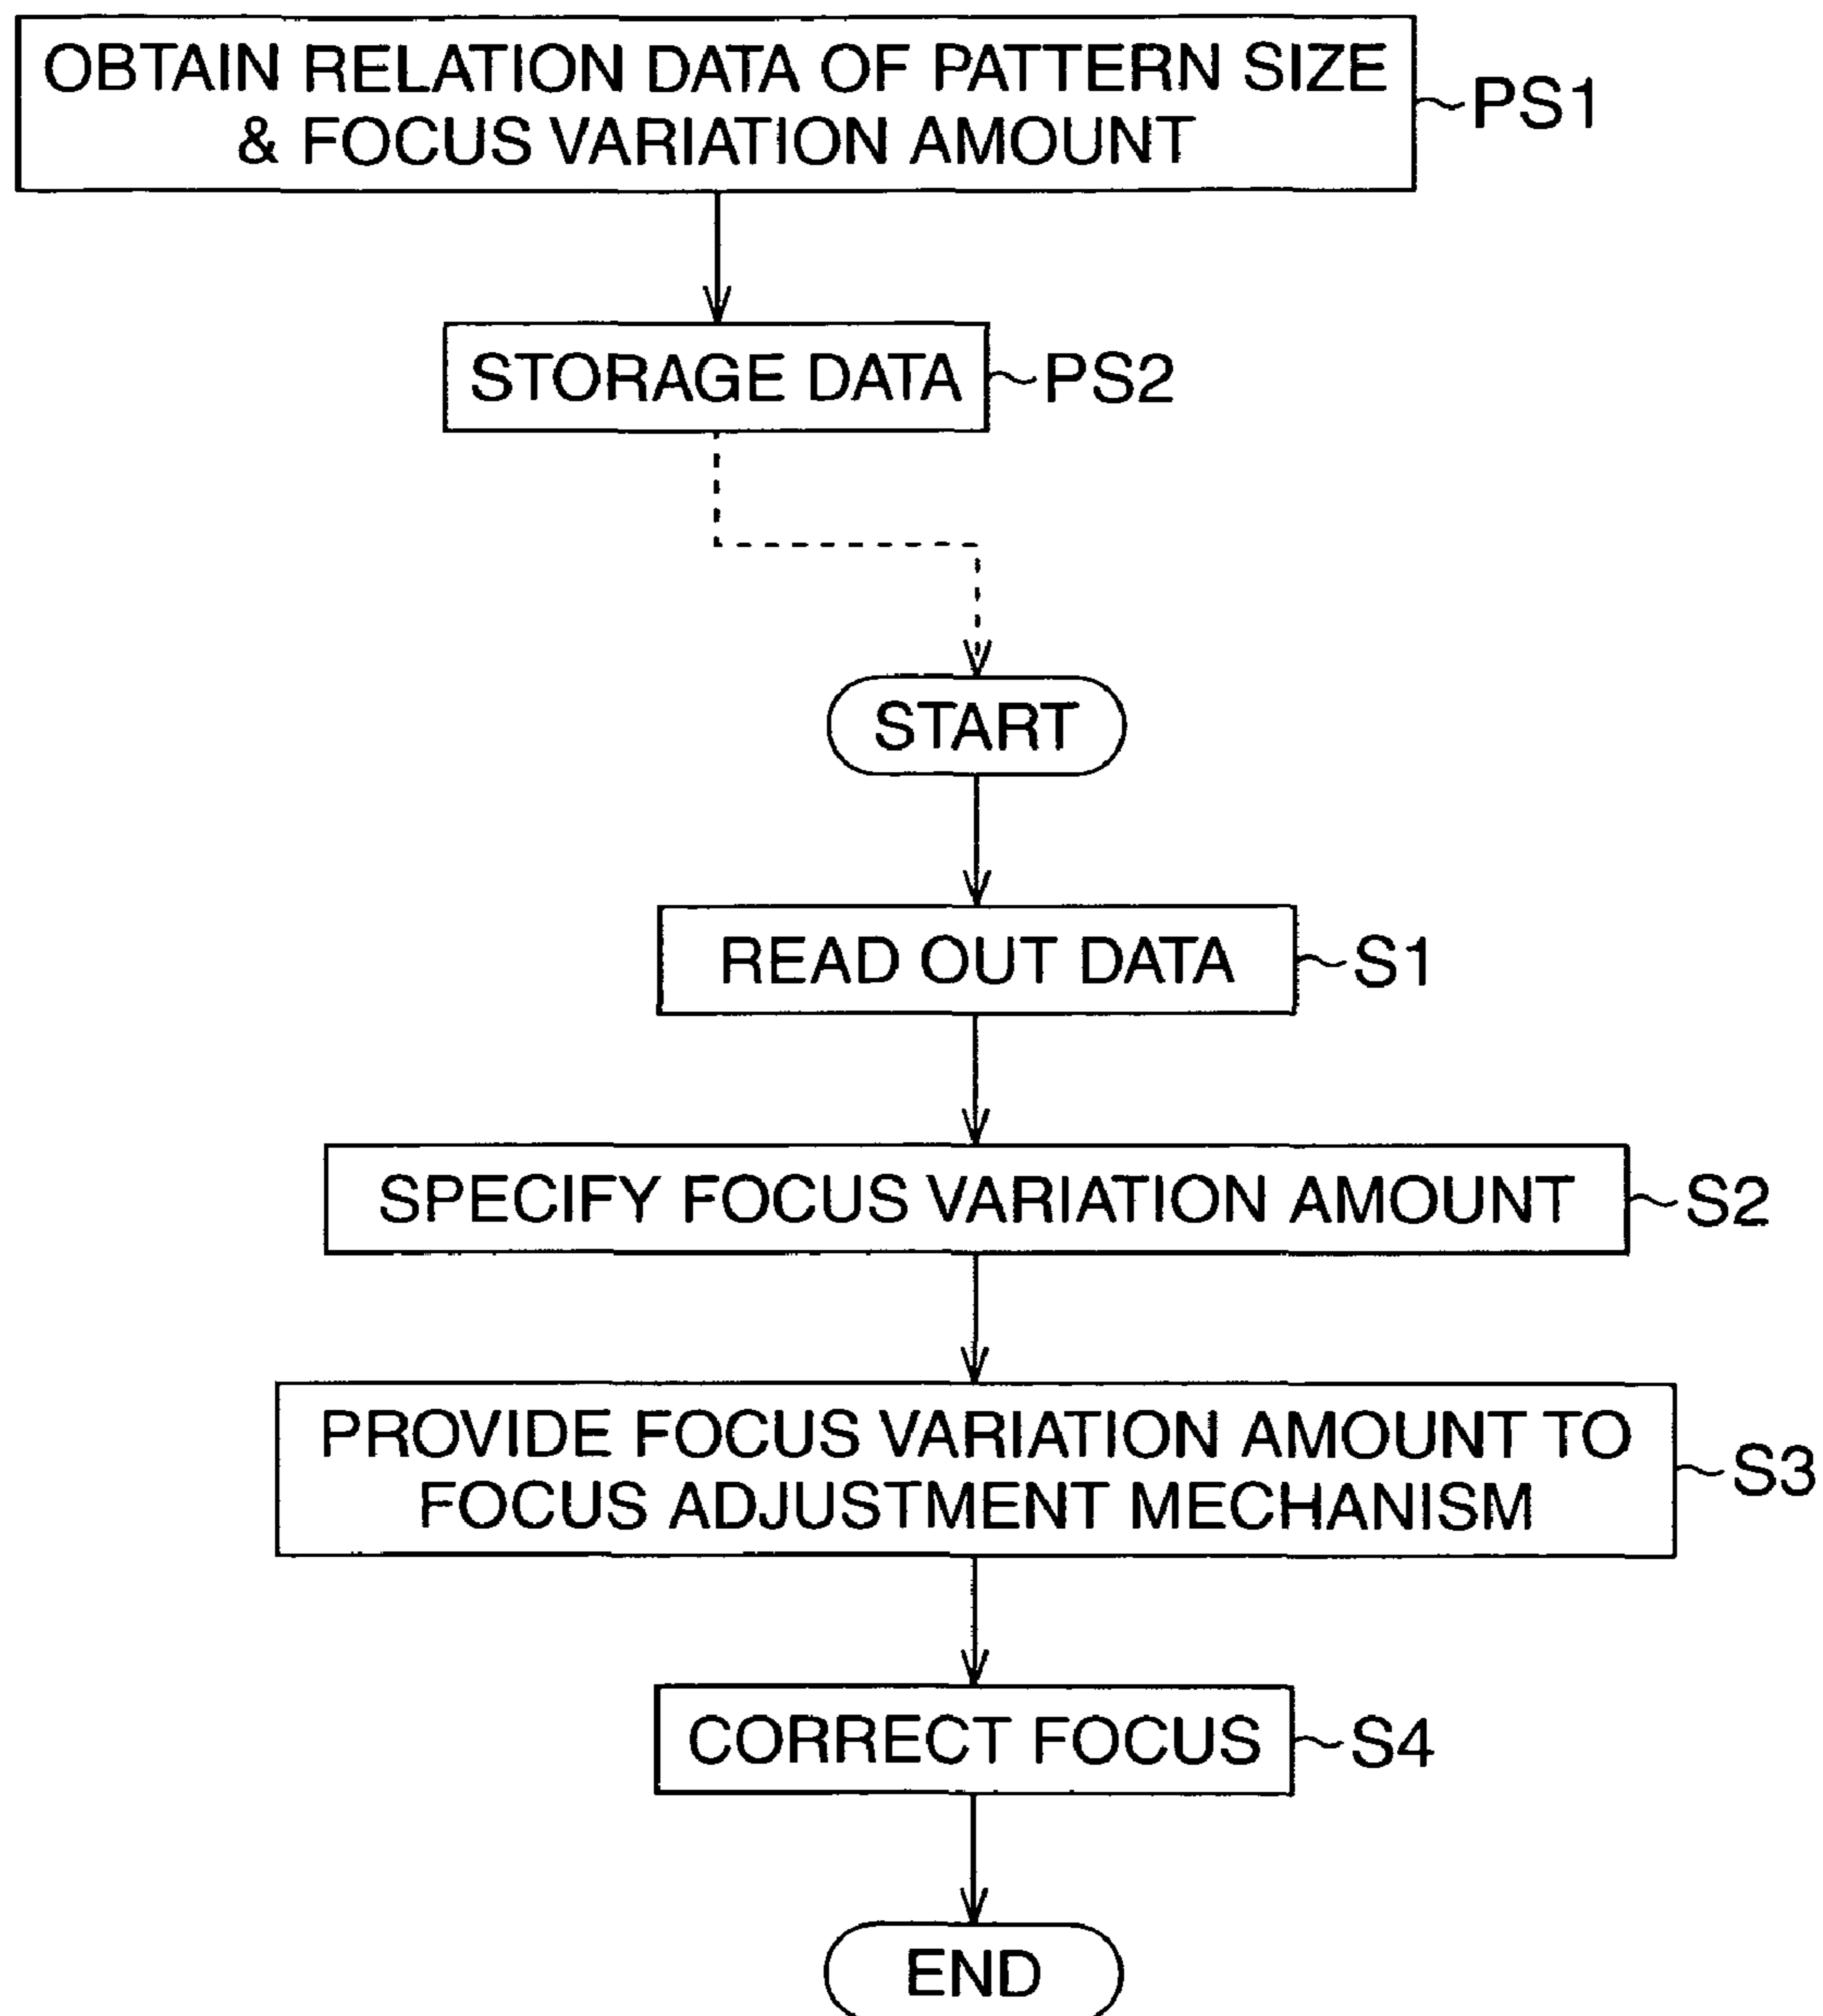 OBTAIN RELATION DATA OF PATTERN SIZE
& FOCUS VARIATION AMOUNT
PS1
STORAGE DATA
PS2
START
READ OUT DATA
S1
SPECIFY FOCUS VARIATION AMOUNT
S2
PROVIDE FOCUS VARIATION AMOUNT TO
FOCUS ADJUSTMENT MECHANISM
S3
CORRECT FOCUS
S4
END